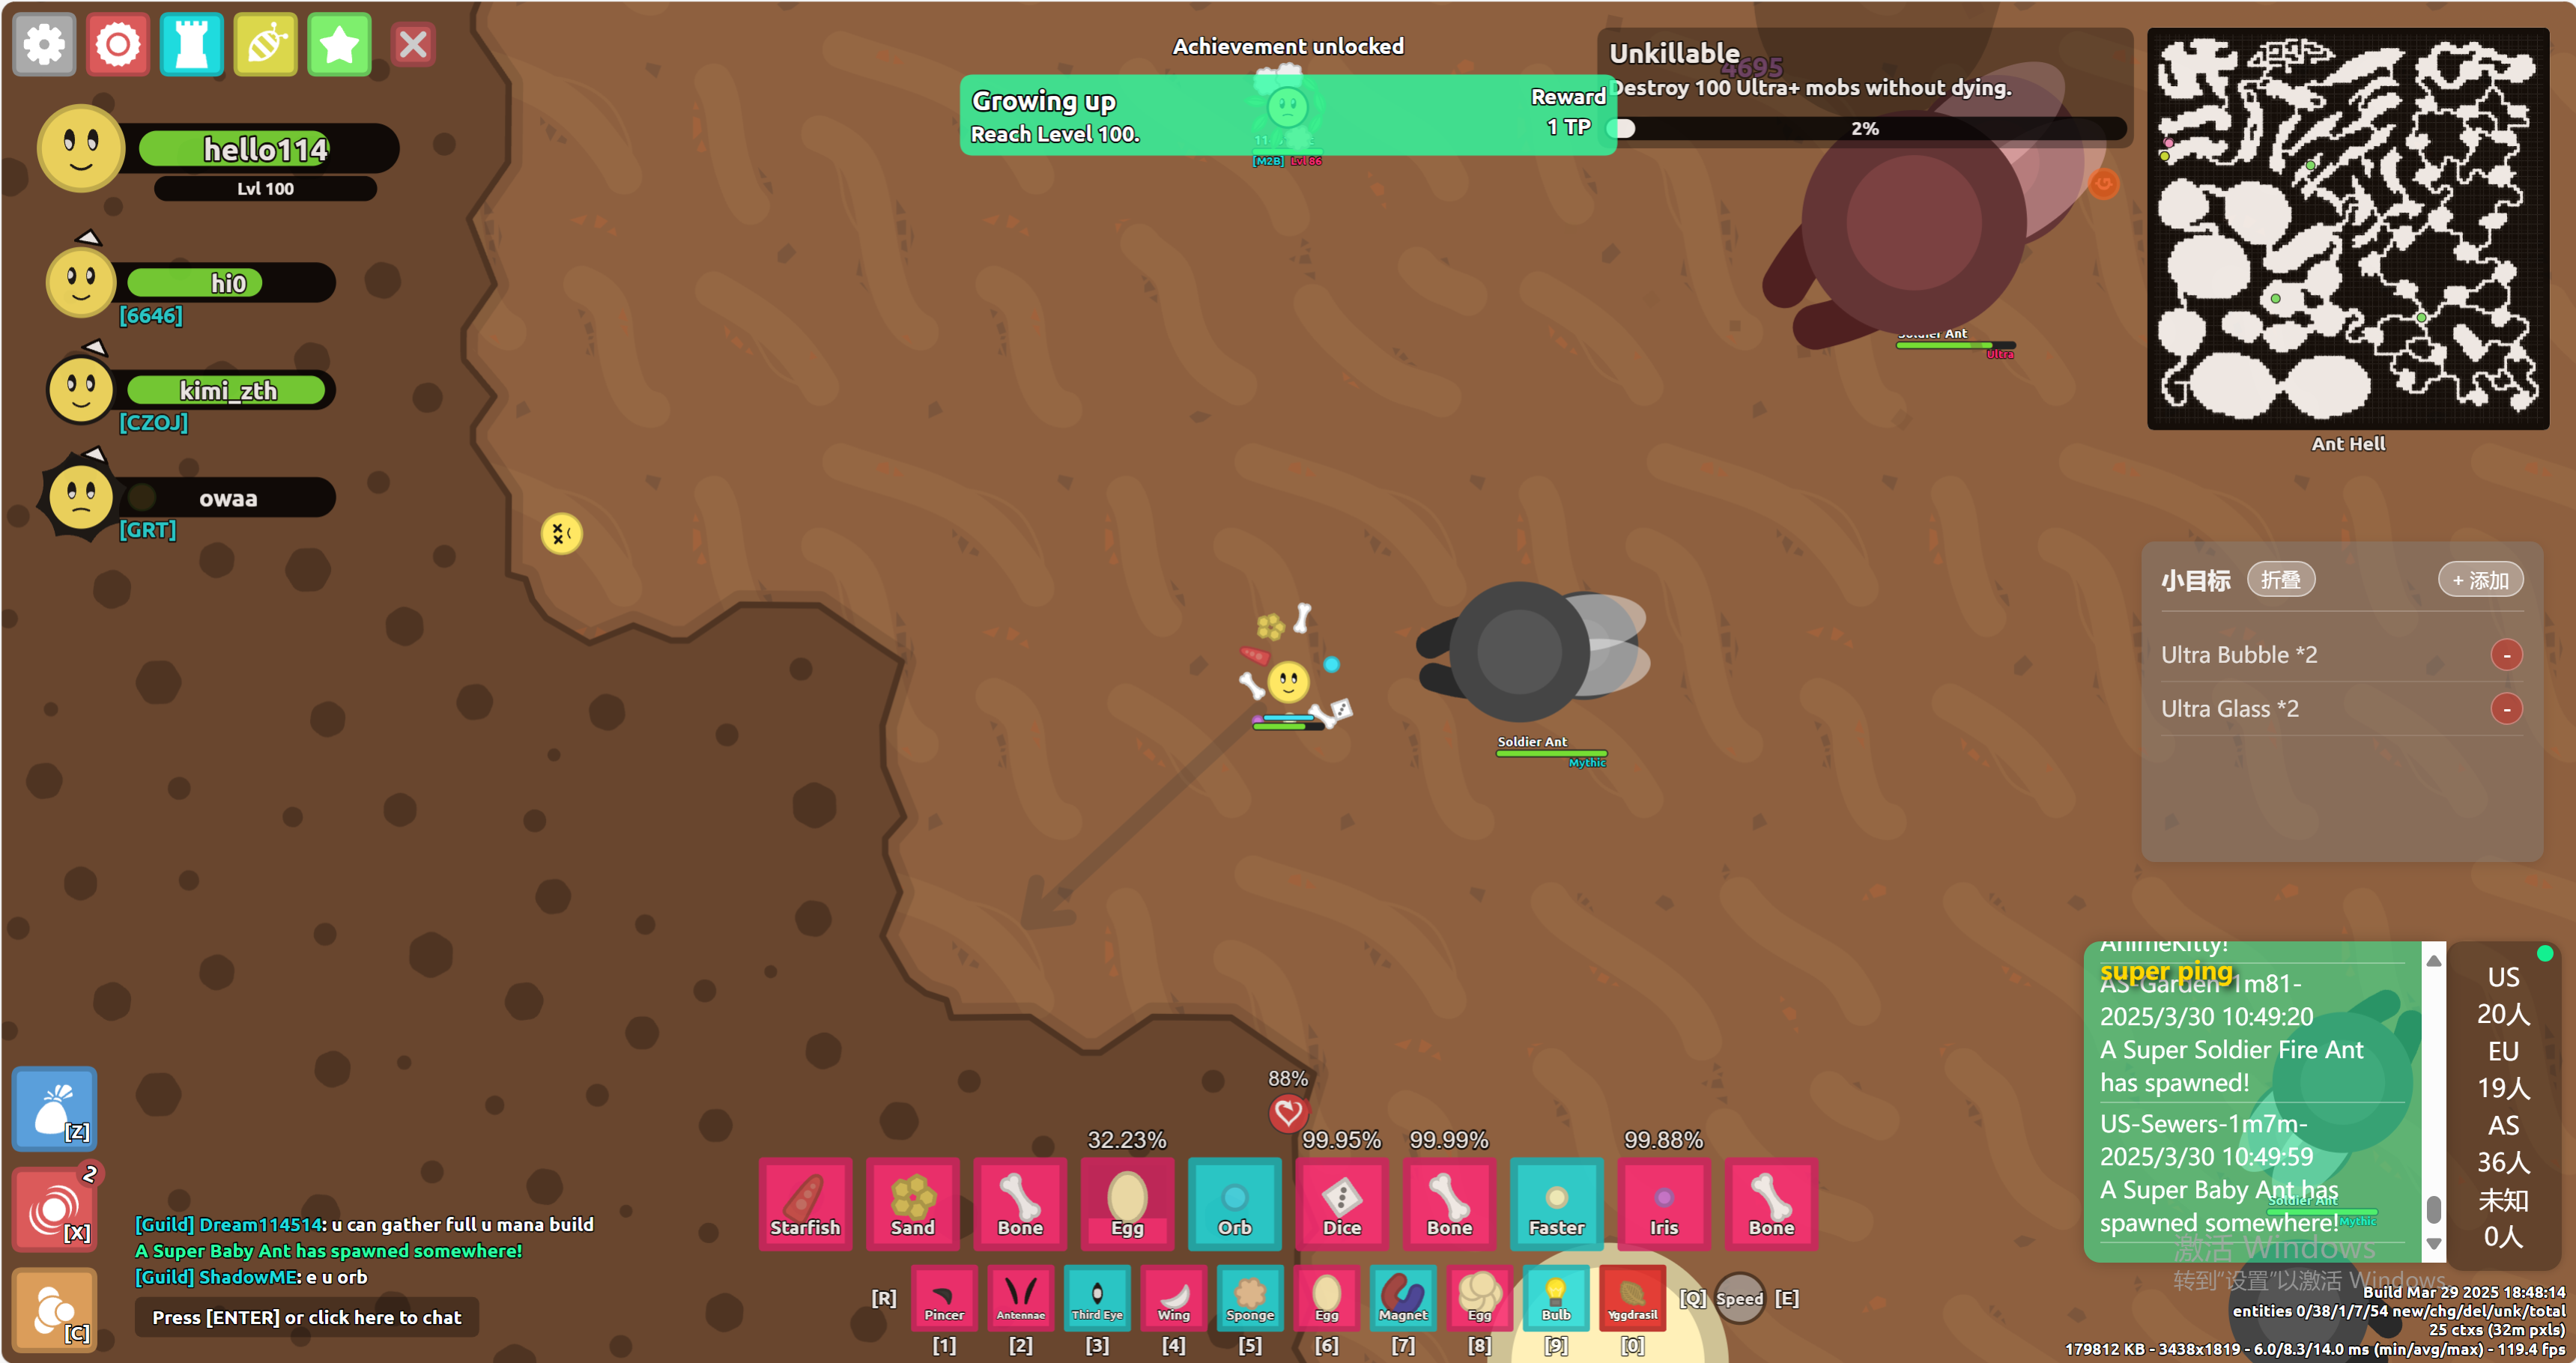 Achievement unlocked
Growing up
Reach Level 100.
Reward
1 TP
[M2B] Lvl 86
Unkillable
4695
Destroy 100 Ultra+ mobs without dying.
2%
hello114
Lvl 100
hi0
[6646]
kimi_zth
[CZOJ]
owaa
[GRT]
Soldier Ant
Ultra
Ant Hell
小目标
折叠
+ 添加
Ultra Bubble *2
-
Ultra Glass *2
-
Soldier Ant
Mythic
AnimeKitty!
super ping
AS-Garden-1m81-
2025/3/30 10:49:20
A Super Soldier Fire Ant
has spawned!
US-Sewers-1m7m-
2025/3/30 10:49:59
A Super Baby Ant has
spawned somewhere!
Soldier Ant
Mythic
US
20人
EU
19人
AS
36人
未知
0人
激活 Windows
转到"设置"以激活 Windows
[Z]
2
[X]
[C]
[Guild] Dream114514: u can gather full u mana build
A Super Baby Ant has spawned somewhere!
[Guild] ShadowME: e u orb
Press [ENTER] or click here to chat
88%
32.23%
99.95%
99.99%
99.88%
Starfish
Sand
Bone
Egg
Orb
Dice
Bone
Faster
Iris
Bone
[R]
Pincer
Antennae
Third Eye
Wing
Sponge
Egg
Magnet
Egg
Bulb
Yggdrasil
[Q]
Speed
[E]
[1]
[2]
[3]
[4]
[5]
[6]
[7]
[8]
[9]
[0]
Build Mar 29 2025 18:48:14
entities 0/38/1/7/54 new/chg/del/unk/total
25 ctxs (32m pxls)
179812 KB - 3438x1819 - 6.0/8.3/14.0 ms (min/avg/max) - 119.4 fps